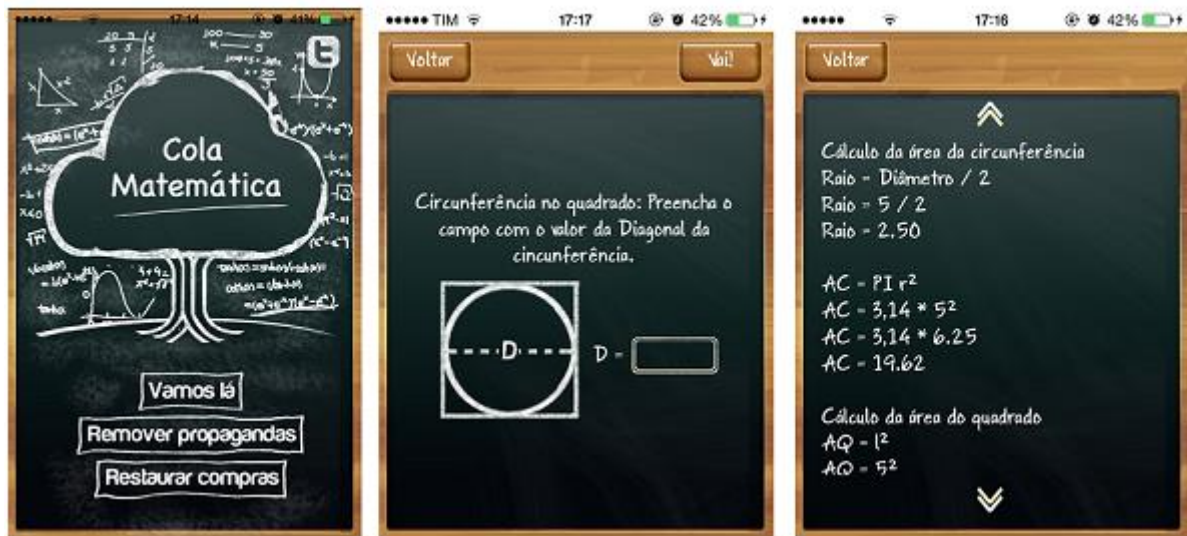 17:14
41%
Cola
Matemática
Vamos lá
Remover propagandas
Restaurar compras
TIM
17:17
42%
Voltar
Vai!
Circunferência no quadrado: Preencha o
campo com o valor da Diagonal da
cincunferência.
D
D =
17:16
42%
Voltar
Cálculo da área da circunferência
Raio = Diâmetro / 2
Raio = 5 / 2
Raio = 2.50
AC = PI r²
AC = 3,14 * 5²
AC = 3,14 * 6.25
AC = 19.62
Cálculo da área do quadrado
AQ = l²
AQ = 5²